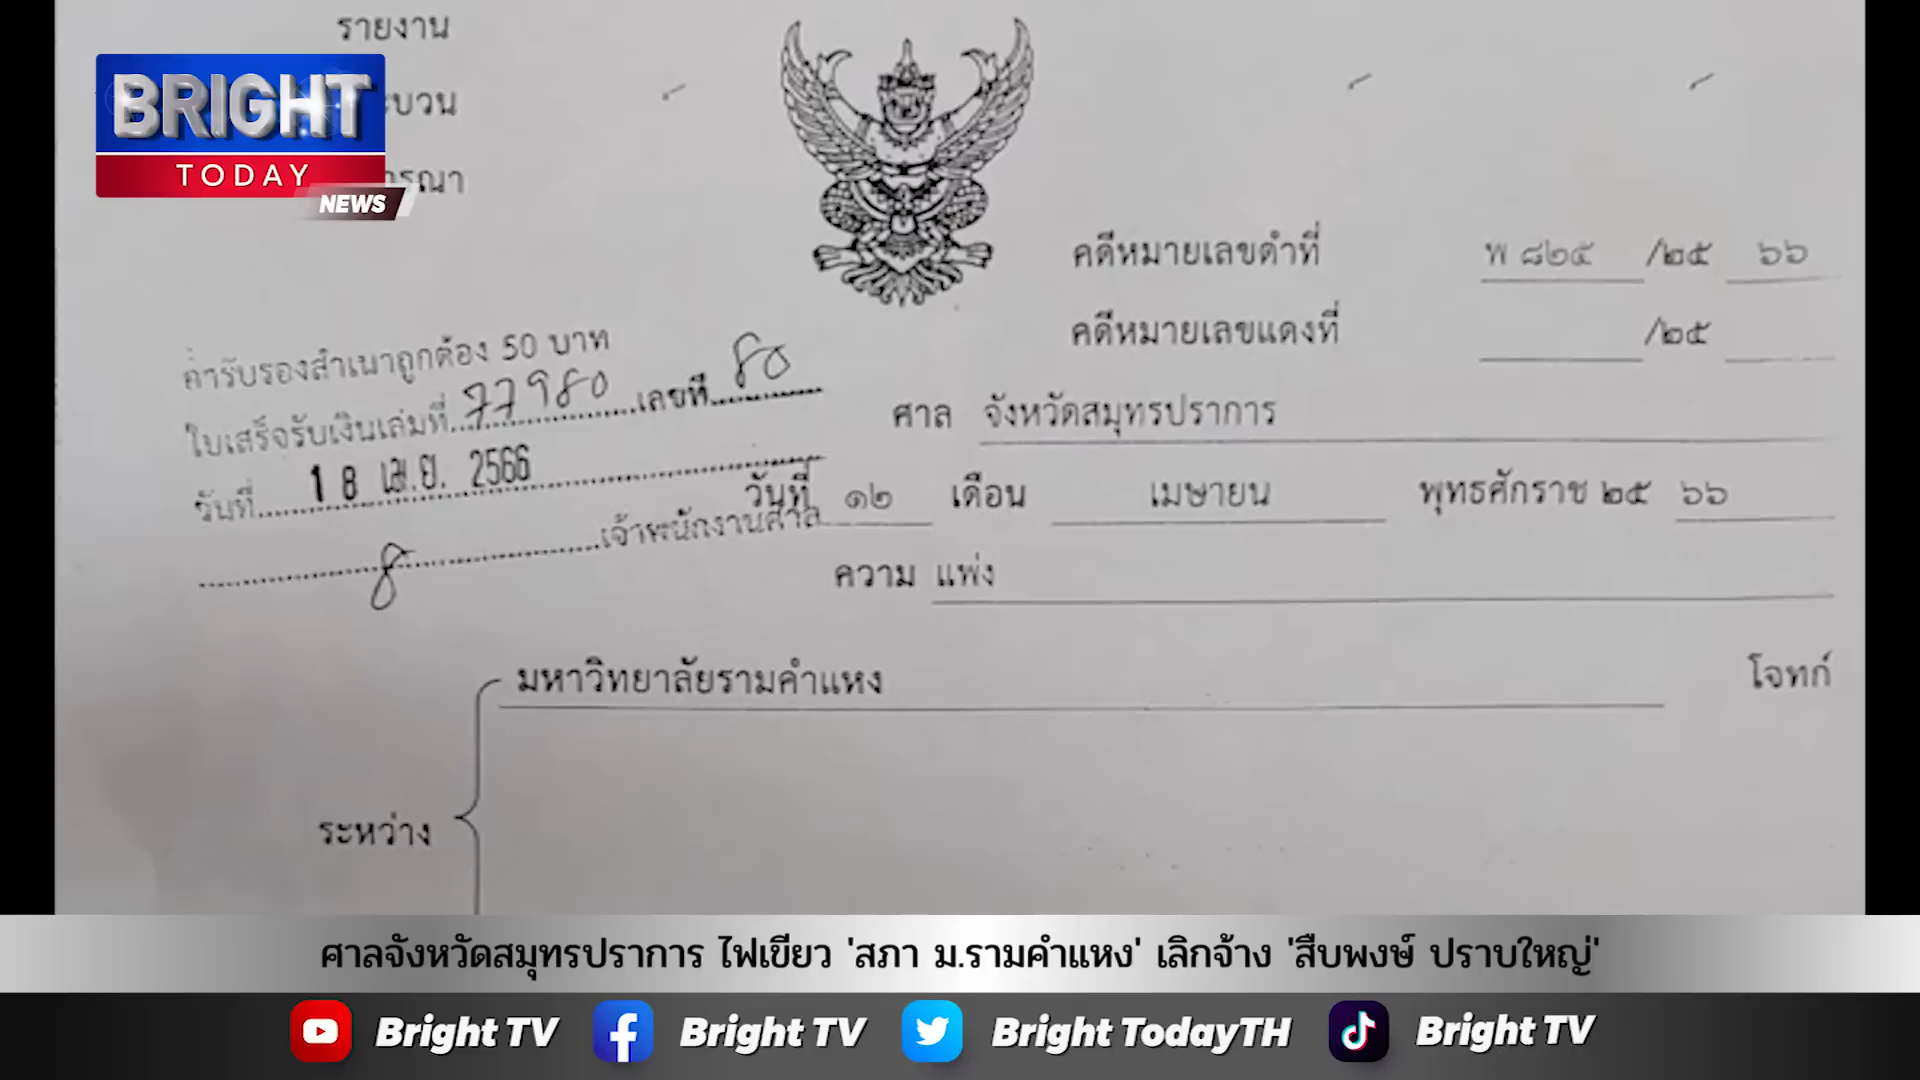 รายงาน
BRIGHT
TODAY
NEWS
คดีหมายเลขดำที่ พ ๘๒๕ /๒๕ ๖๖
คดีหมายเลขแดงที่ /๒๕
ค่ารับรองสำเนาถูกต้อง 50 บาท
ใบเสร็จรับเงินเล่มที่ 77980 เลขที่ 80
วันที่ 18 เม.ย. 2566
เจ้าพนักงานศาล
ศาล จังหวัดสมุทรปราการ
วันที่ ๑๒ เดือน เมษายน พุทธศักราช ๒๕ ๖๖
ความ แพ่ง
มหาวิทยาลัยรามคำแหง โจทก์
ระหว่าง
ศาลจังหวัดสมุทรปราการ ไฟเขียว 'สภา ม.รามคำแหง' เลิกจ้าง 'สืบพงษ์ ปราบใหญ่'
Bright TV Bright TV Bright TodayTH Bright TV